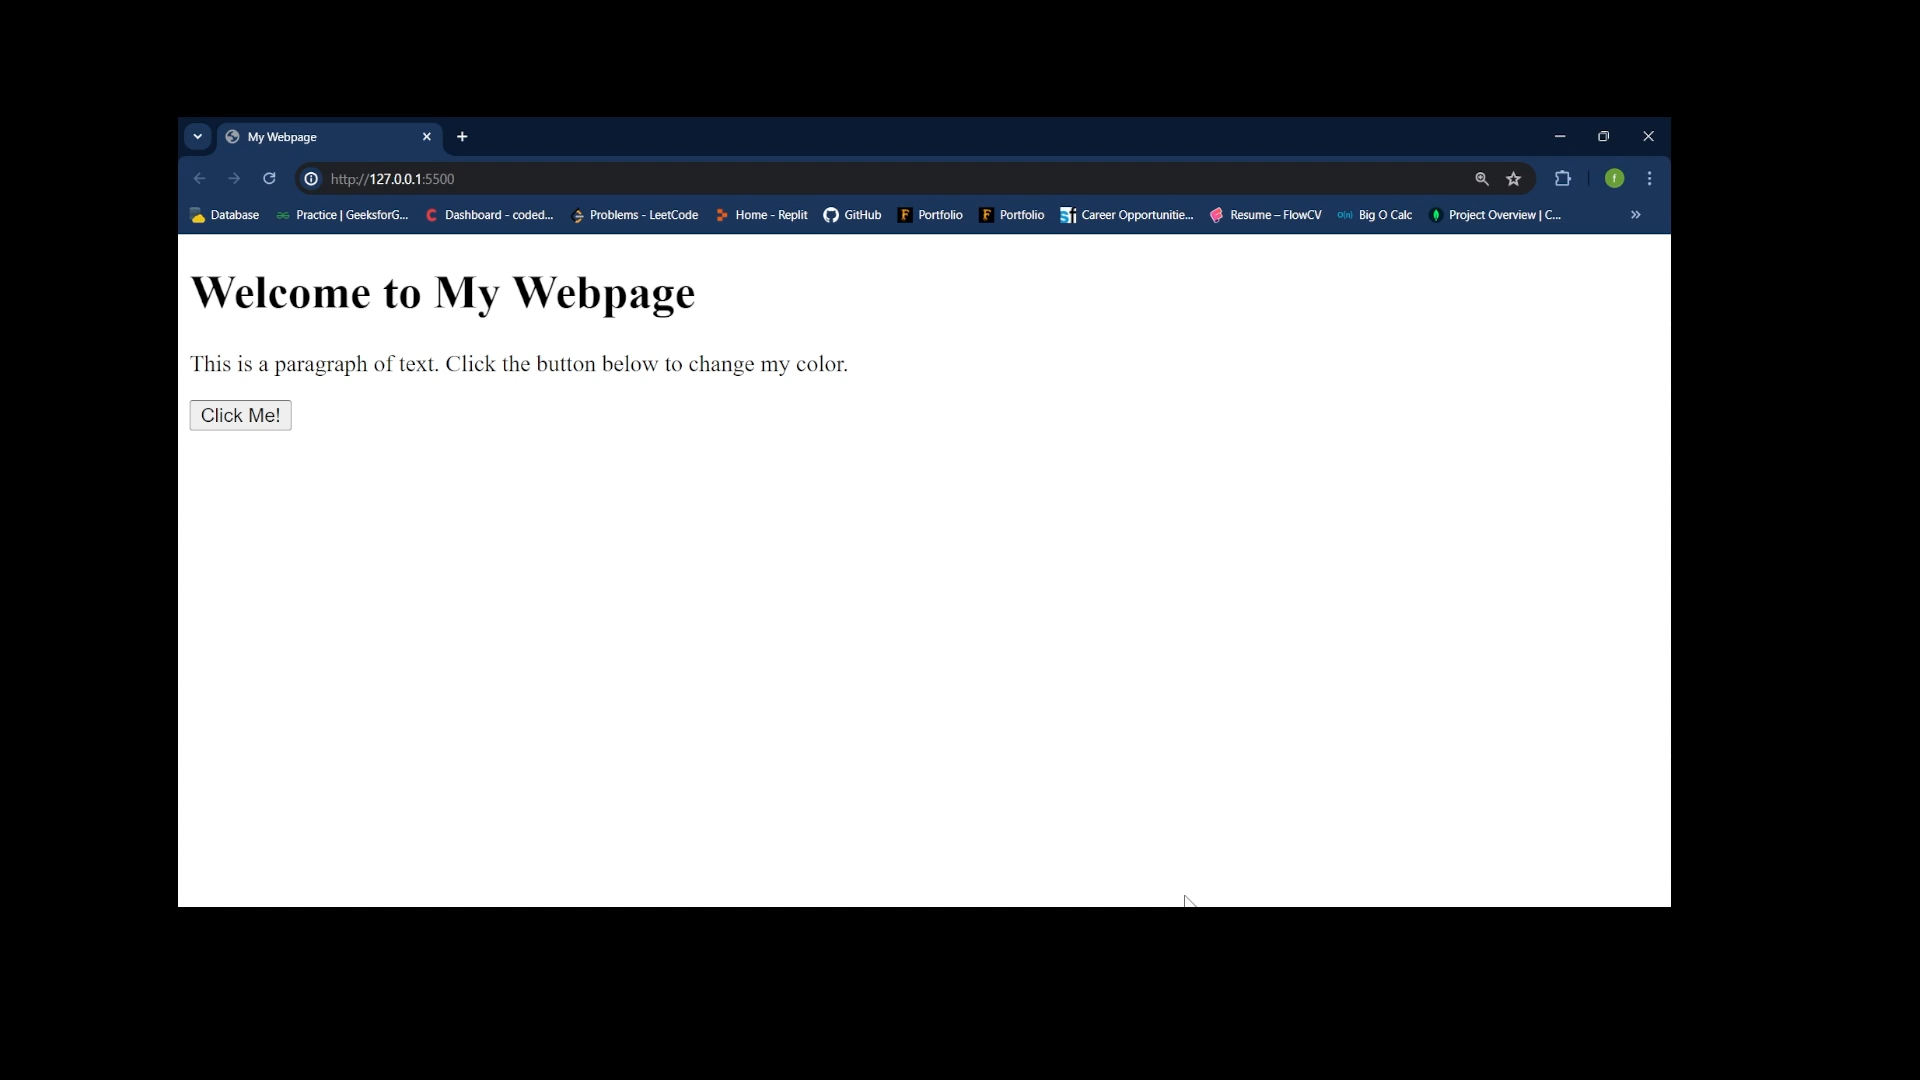 My Webpage
http://127.0.0.1:5500
Database Practice | GeeksforG... Dashboard - coded... Problems - LeetCode Home - Replit GitHub Portfolio Portfolio Career Opportunitie... Resume – FlowCV O(n) Big O Calc Project Overview | C...
Welcome to My Webpage
This is a paragraph of text. Click the button below to change my color.
Click Me!